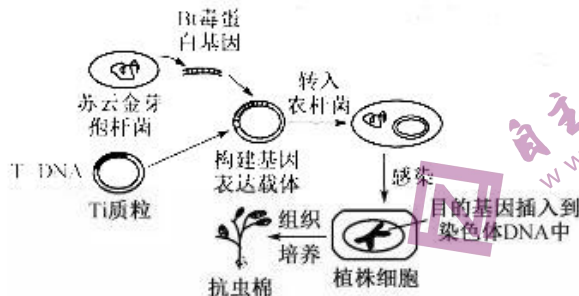 Bt毒蛋
白基因
苏云金芽
孢杆菌
转入
农杆菌
构建基因
表达载体
T DNA
Ti质粒
感染
目的基因插入到
染色体DNA中
组织
培养
植株细胞
抗虫棉
自主
WW